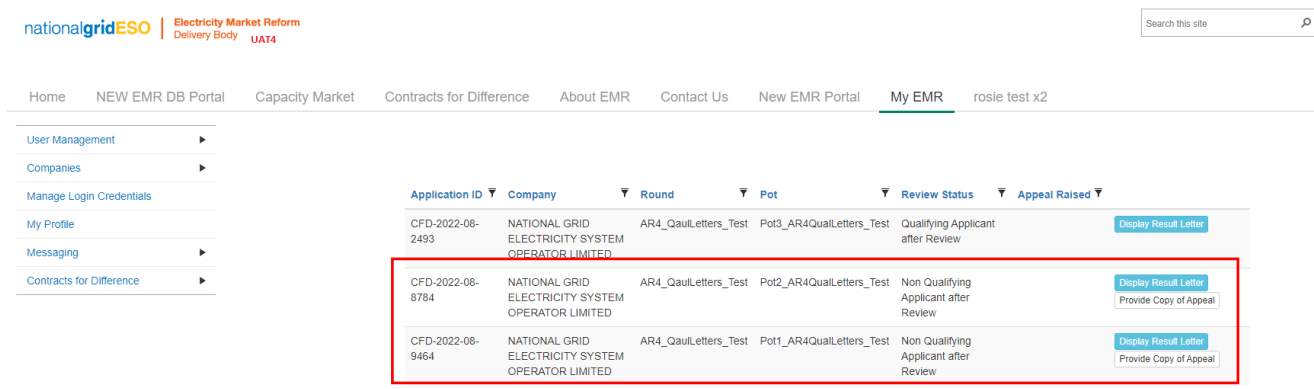 nationalgridESO
Electricity Market Reform
Delivery Body UAT4
Search this site
Home NEW EMR DB Portal Capacity Market Contracts for Difference About EMR Contact Us New EMR Portal My EMR rosie test x2
User Management
Companies
Manage Login Credentials
My Profile
Messaging
Contracts for Difference
Application ID Company Round Pot Review Status Appeal Raised
CFD-2022-08- NATIONAL GRID AR4_QaulLetters_Test Pot3_AR4QualLetters_Test Qualifying Applicant Display Result Letter
2493 ELECTRICITY SYSTEM after Review
OPERATOR LIMITED
CFD-2022-08- NATIONAL GRID AR4_QaulLetters_Test Pot2_AR4QualLetters_Test Non Qualifying Display Result Letter
8784 ELECTRICITY SYSTEM Applicant after Provide Copy of Appeal
OPERATOR LIMITED Review
CFD-2022-08- NATIONAL GRID AR4_QaulLetters_Test Pot1_AR4QualLetters_Test Non Qualifying Display Result Letter
9464 ELECTRICITY SYSTEM Applicant after Provide Copy of Appeal
OPERATOR LIMITED Review